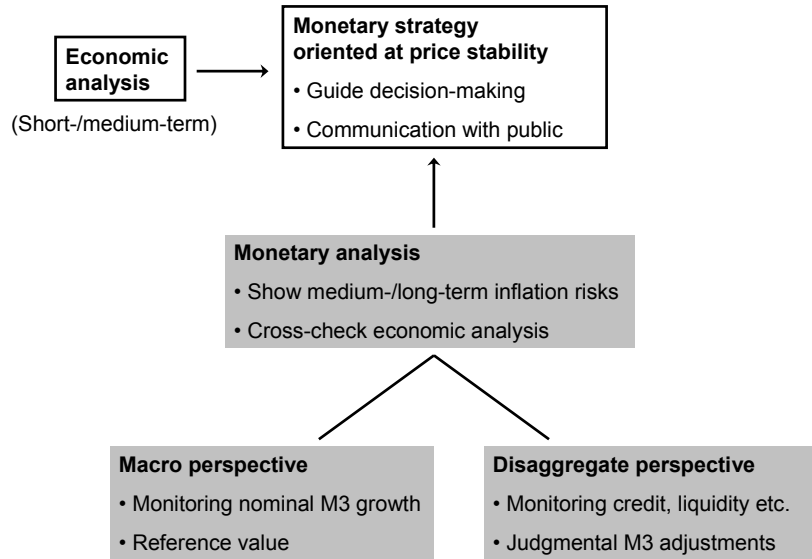 Monetary strategy
oriented at price stability
• Guide decision-making
• Communication with public
Economic
analysis
(Short-/medium-term)
Monetary analysis
• Show medium-/long-term inflation risks
• Cross-check economic analysis
Macro perspective
• Monitoring nominal M3 growth
• Reference value
Disaggregate perspective
• Monitoring credit, liquidity etc.
• Judgmental M3 adjustments